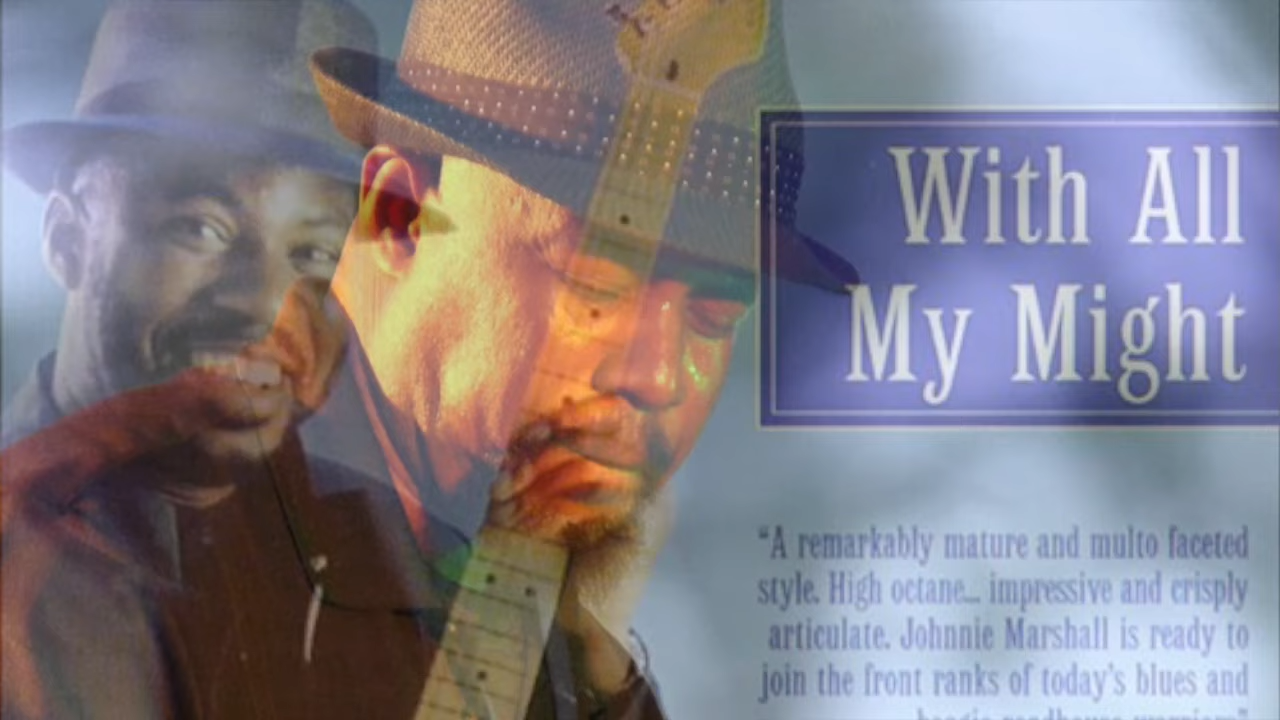 With All
My Might
“A remarkably mature and multo faceted
style. High octane... impressive and crisply
articulate. Johnnie Marshall is ready to
join the front ranks of today's blues and